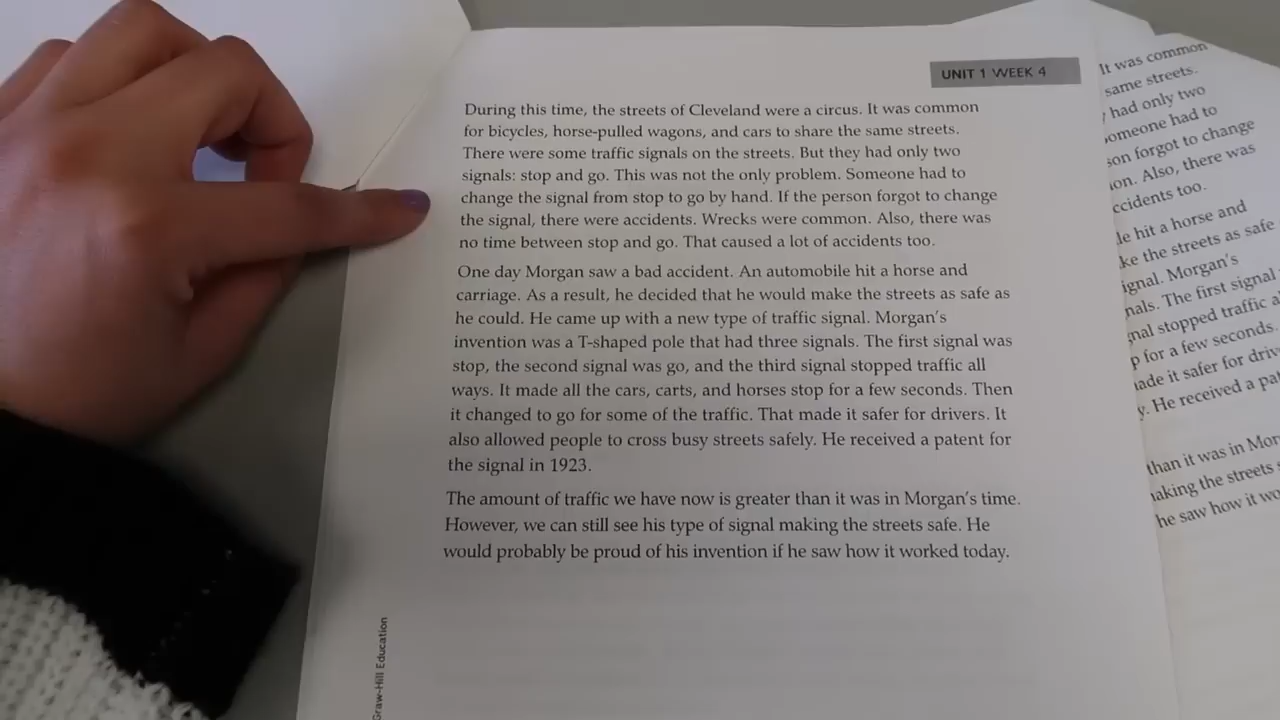 UNIT 1 WEEK 4
During this time, the streets of Cleveland were a circus. It was common
for bicycles, horse-pulled wagons, and cars to share the same streets.
There were some traffic signals on the streets. But they had only two
signals: stop and go. This was not the only problem. Someone had to
change the signal from stop to go by hand. If the person forgot to change
the signal, there were accidents. Wrecks were common. Also, there was
no time between stop and go. That caused a lot of accidents too.
One day Morgan saw a bad accident. An automobile hit a horse and
carriage. As a result, he decided that he would make the streets as safe as
he could. He came up with a new type of traffic signal. Morgan's
invention was a T-shaped pole that had three signals. The first signal was
stop, the second signal was go, and the third signal stopped traffic all
ways. It made all the cars, carts, and horses stop for a few seconds. Then
it changed to go for some of the traffic. That made it safer for drivers. It
also allowed people to cross busy streets safely. He received a patent for
the signal in 1923.
The amount of traffic we have now is greater than it was in Morgan's time.
However, we can still see his type of signal making the streets safe. He
would probably be proud of his invention if he saw how it worked today.
Graw-Hill Education
It was common
same streets.
had only two
omeone had to
son forgot to change
ion. Also, there was
ccidents too.
le hit a horse and
ke the streets as safe
ignal. Morgan's
nals. The first signal
gnal stopped traffic a
p for a few seconds.
ade it safer for driv
y. He received a pat
than it was in Mor
aking the streets s
he saw how it wo